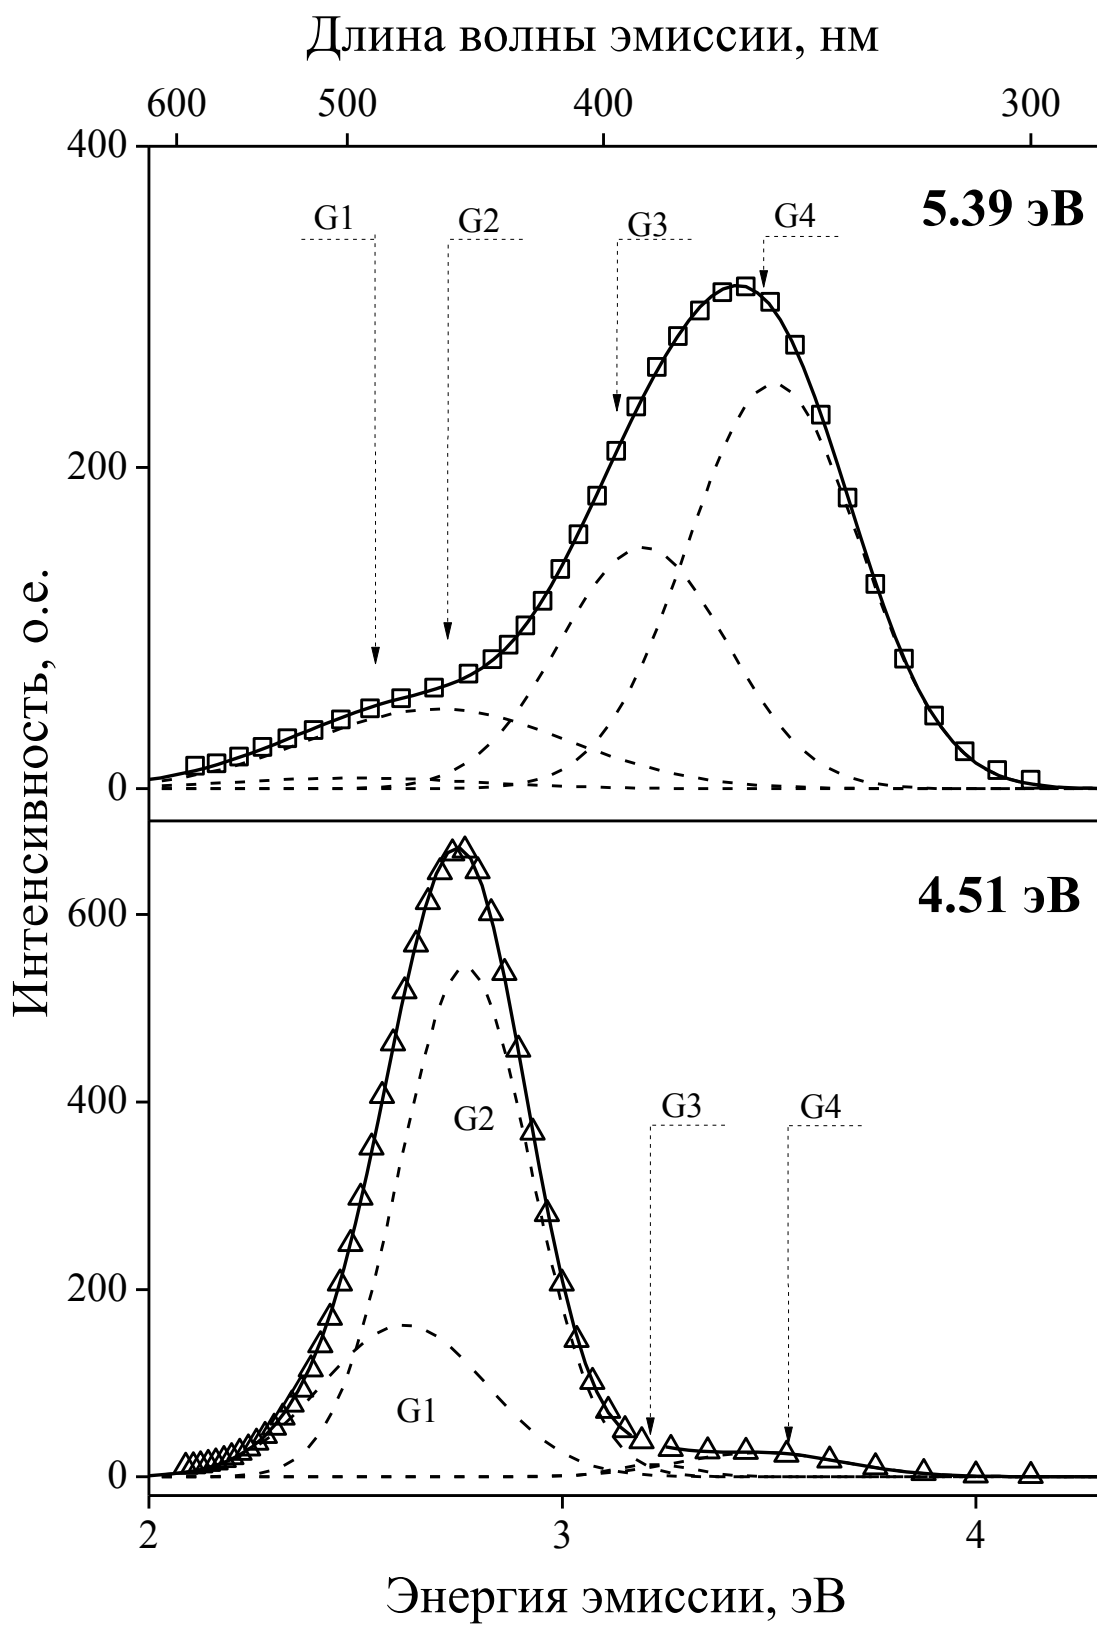 Длина волны эмиссии, нм
600 500 400 300
400
5.39 эВ
G1 G2 G3 G4
200
0
Интенсивность, о.е.
4.51 эВ
600
400
G2 G3 G4
200
G1
0
2 3 4
Энергия эмиссии, эВ